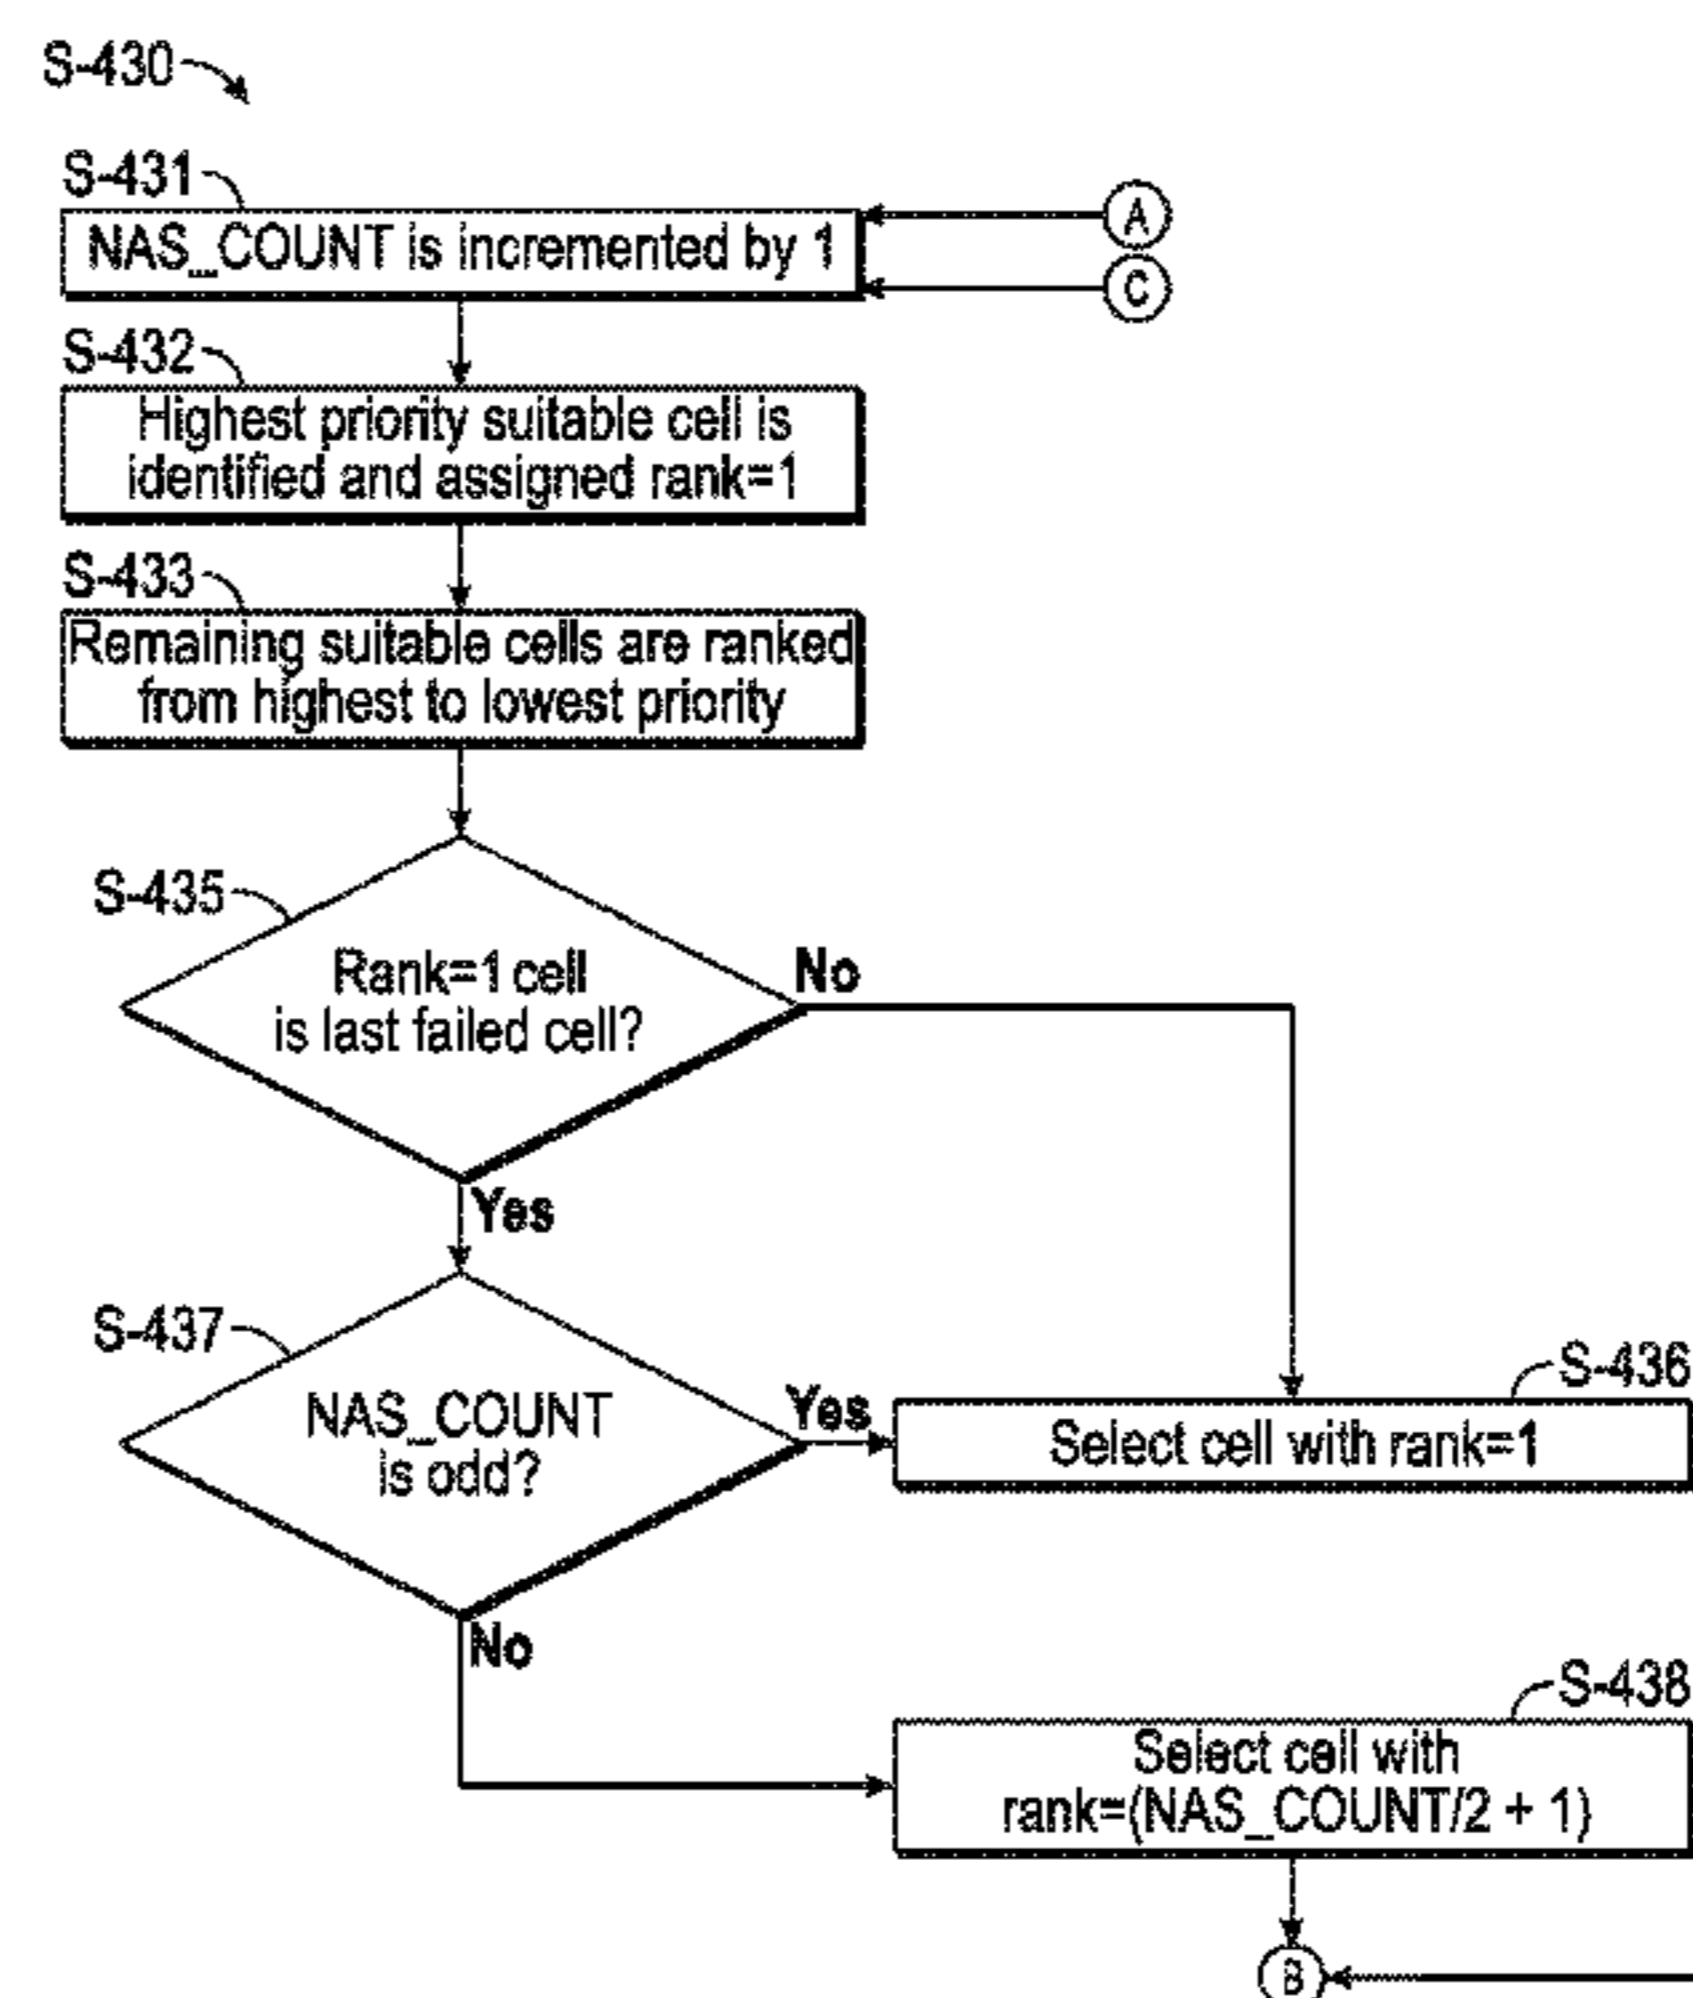 S-430
S-431
NAS_COUNT is incremented by 1
A
C
S-432
Highest priority suitable cell is
identified and assigned rank=1
S-433
Remaining suitable cells are ranked
from highest to lowest priority
S-435
Rank=1 cell
is last failed cell?
No
Yes
S-437
NAS_COUNT
is odd?
Yes
S-436
Select cell with rank=1
No
S-438
Select cell with
rank=(NAS_COUNT/2 + 1)
B